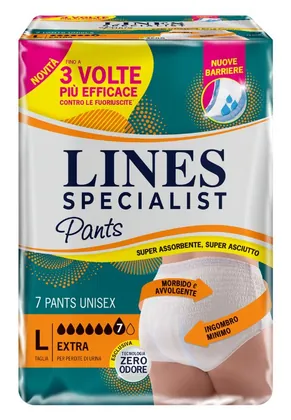 NOVITÀ
FINO A
3 VOLTE
PIÙ EFFICACE
CONTRO LE FUORIUSCITE*
NUOVE
BARRIERE
LINES
SPECIALIST
Pants
SUPER ASSORBENTE, SUPER ASCIUTTO
7 PANTS UNISEX
MORBIDO e
AVVOLGENTE
INGOMBRO
MINIMO
L
TAGLIA
7
EXTRA
PER PERDITE DI URINA
ESCLUSIVA
TECNOLOGIA
ZERO
ODORE